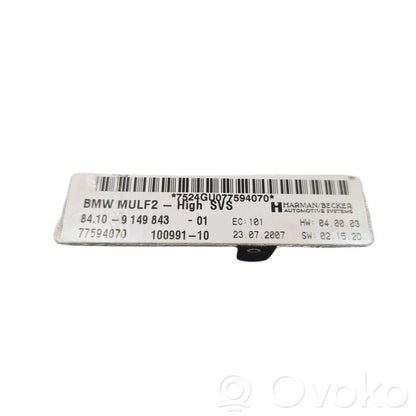 *7524GU077594070*
BMW MULF2 - High SVS
HARMAN/BECKER
AUTOMOTIVE SYSTEMS
84.10 - 9 149 843 - 01 EC: 101 HW: 04.00.03
77594070 100991-10 23.07.2007 SW: 02.15.20
Ovoko